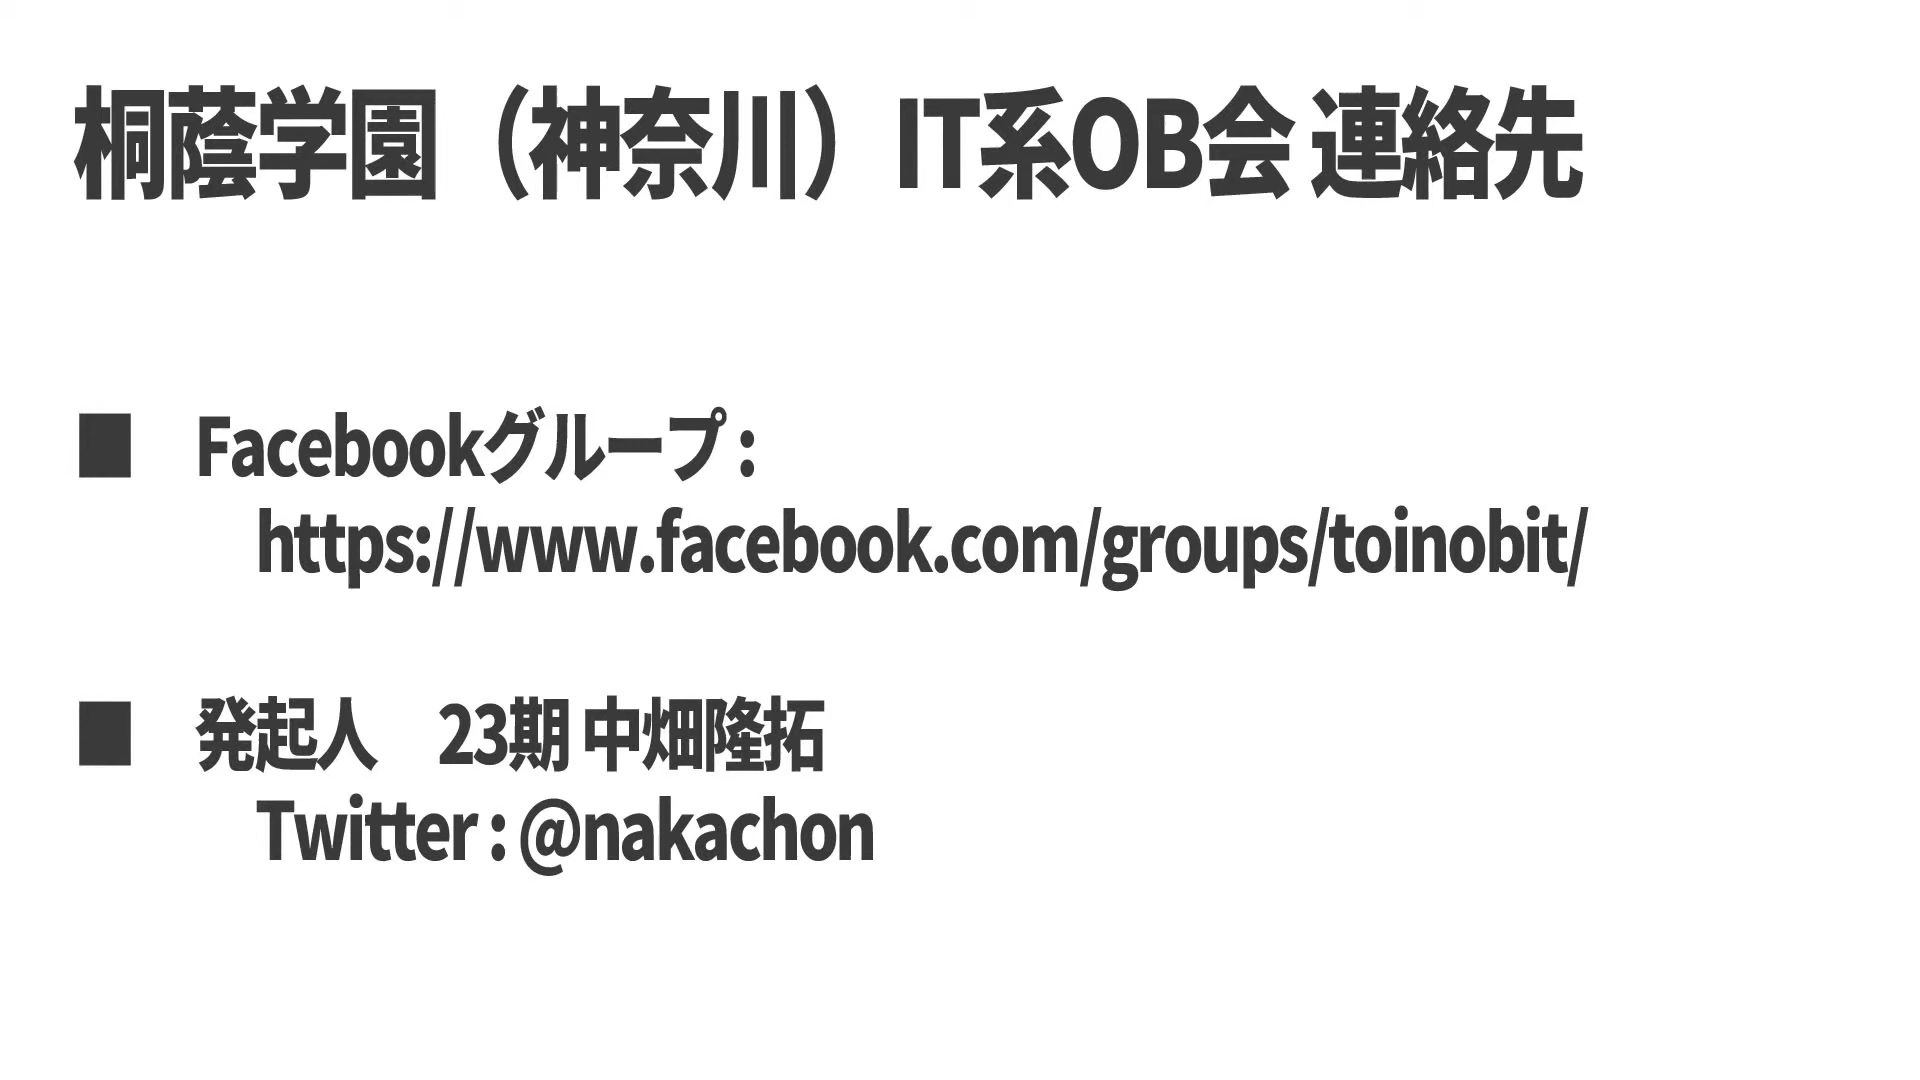 桐蔭学園（神奈川）IT系OB会 連絡先
■　Facebookグループ :
https://www.facebook.com/groups/toinobit/
■　発起人　23期 中畑隆拓
Twitter : @nakachon